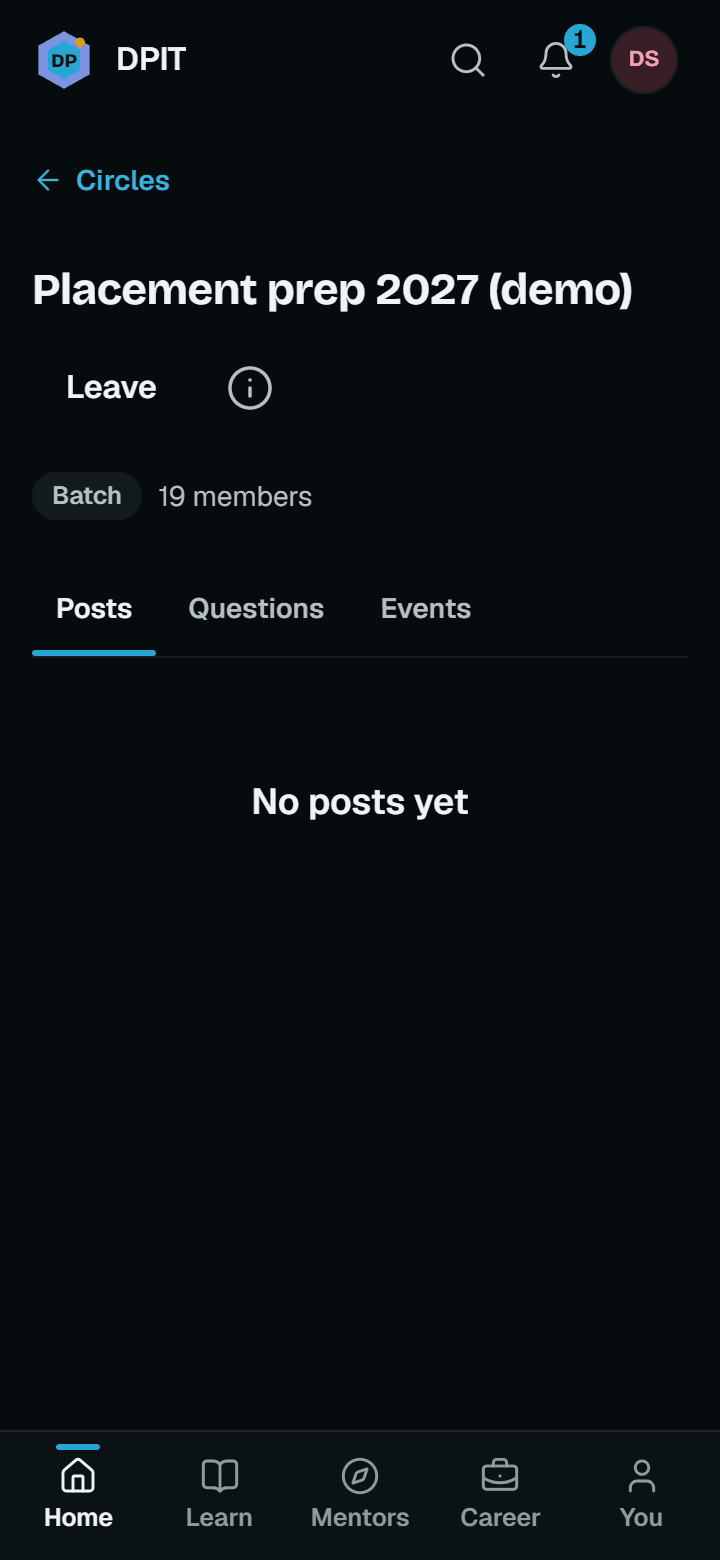 DP DPIT 1 DS
Circles
Placement prep 2027 (demo)
Leave
Batch 19 members
Posts Questions Events
No posts yet
Home Learn Mentors Career You